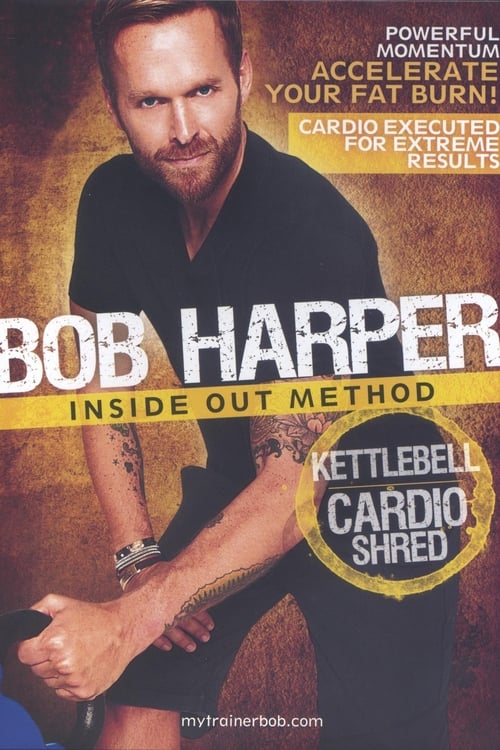 POWERFUL
MOMENTUM
ACCELERATE
YOUR FAT BURN!
CARDIO EXECUTED
FOR EXTREME
RESULTS
BOB HARPER
INSIDE OUT METHOD
KETTLEBELL
CARDIO
SHRED
mytrainerbob.com